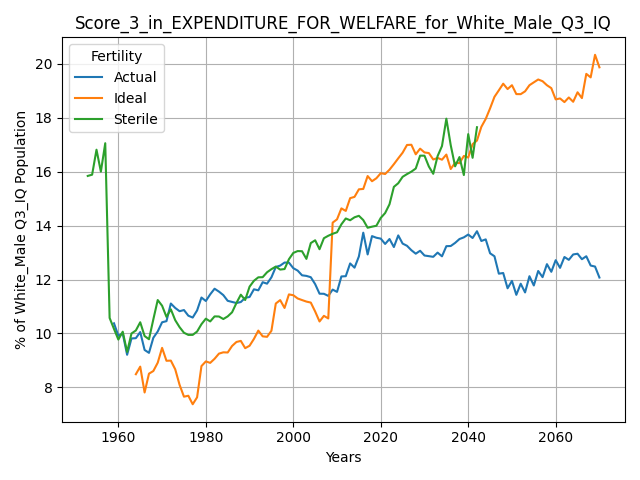 Score_3_in_EXPENDITURE_FOR_WELFARE_for_White_Male_Q3_IQ
Fertility
Actual
Ideal
Sterile
% of White_Male Q3_IQ Population
20
18
16
14
12
10
8
1960 1980 2000 2020 2040 2060
Years